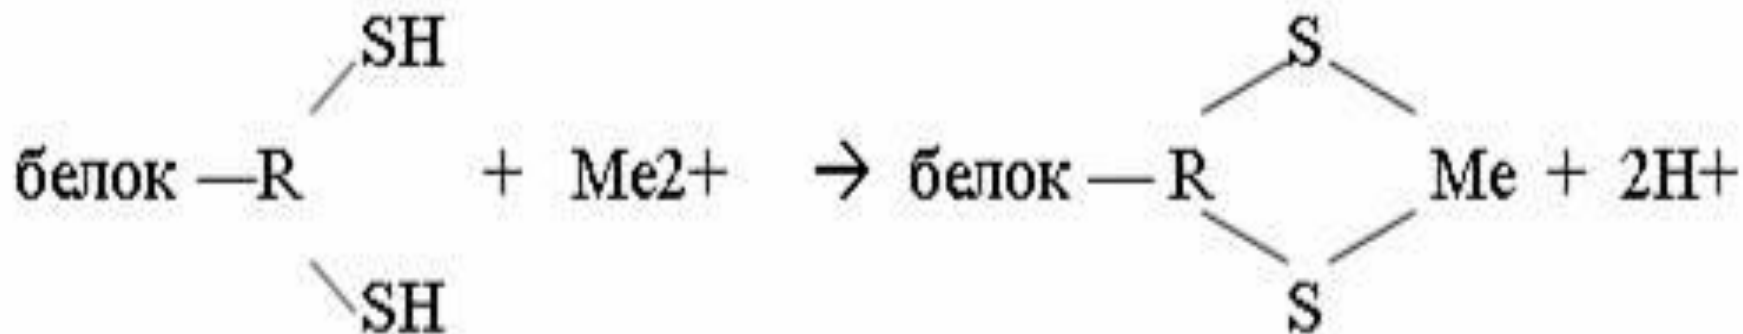 SH S
белок — R + Me2+ → белок — R Me + 2H+
SH S